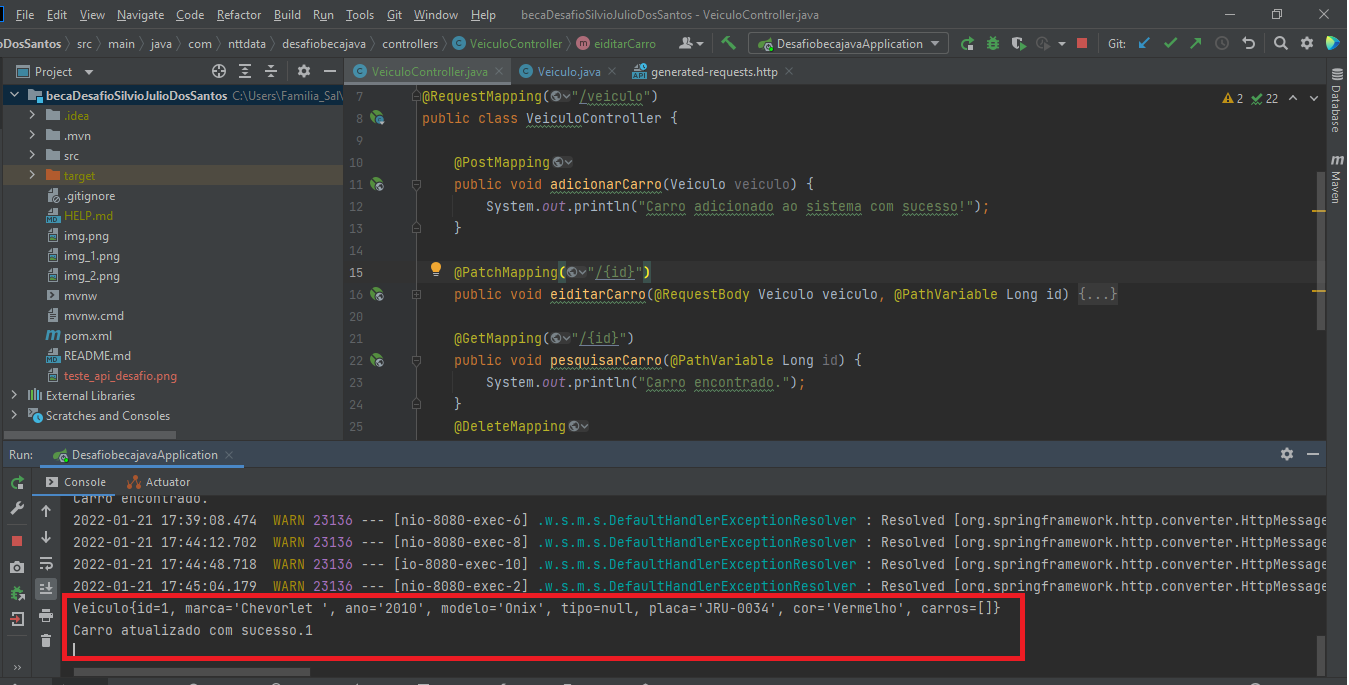 File Edit View Navigate Code Refactor Build Run Tools Git Window Help becaDesafioSilvioJulioDosSantos - VeiculoController.java
oDosSantos src main java com nttdata desafiobecajava controllers VeiculoController eiditarCarro DesafiobecajavaApplication Git:
Project VeiculoController.java Veiculo.java generated-requests.http
becaDesafioSilvioJulioDosSantos C:\Users\Familia_Sal
.idea
.mvn
src
target
.gitignore
HELP.md
img.png
img_1.png
img_2.png
mvnw
mvnw.cmd
pom.xml
README.md
teste_api_desafio.png
External Libraries
Scratches and Consoles
7 @RequestMapping("/veiculo")
8 public class VeiculoController {
9
10 @PostMapping
11 public void adicionarCarro(Veiculo veiculo) {
12 System.out.println("Carro adicionado ao sistema com sucesso!");
13 }
14
15 @PatchMapping("/{id}")
16 public void eiditarCarro(@RequestBody Veiculo veiculo, @PathVariable Long id) {...}
20
21 @GetMapping("/{id}")
22 public void pesquisarCarro(@PathVariable Long id) {
23 System.out.println("Carro encontrado.");
24 }
25 @DeleteMapping
2 22
Database
Maven
Run: DesafiobecajavaApplication
Console Actuator
Carro encontrado.
2022-01-21 17:39:08.474 WARN 23136 --- [nio-8080-exec-6] .w.s.m.s.DefaultHandlerExceptionResolver : Resolved [org.springframework.http.converter.HttpMessage
2022-01-21 17:44:12.702 WARN 23136 --- [nio-8080-exec-8] .w.s.m.s.DefaultHandlerExceptionResolver : Resolved [org.springframework.http.converter.HttpMessage
2022-01-21 17:44:48.718 WARN 23136 --- [io-8080-exec-10] .w.s.m.s.DefaultHandlerExceptionResolver : Resolved [org.springframework.http.converter.HttpMessage
2022-01-21 17:45:04.179 WARN 23136 --- [nio-8080-exec-2] .w.s.m.s.DefaultHandlerExceptionResolver : Resolved [org.springframework.http.converter.HttpMessage
Veiculo{id=1, marca='Chevorlet ', ano='2010', modelo='Onix', tipo=null, placa='JRU-0034', cor='Vermelho', carros=[]}
Carro atualizado com sucesso.1